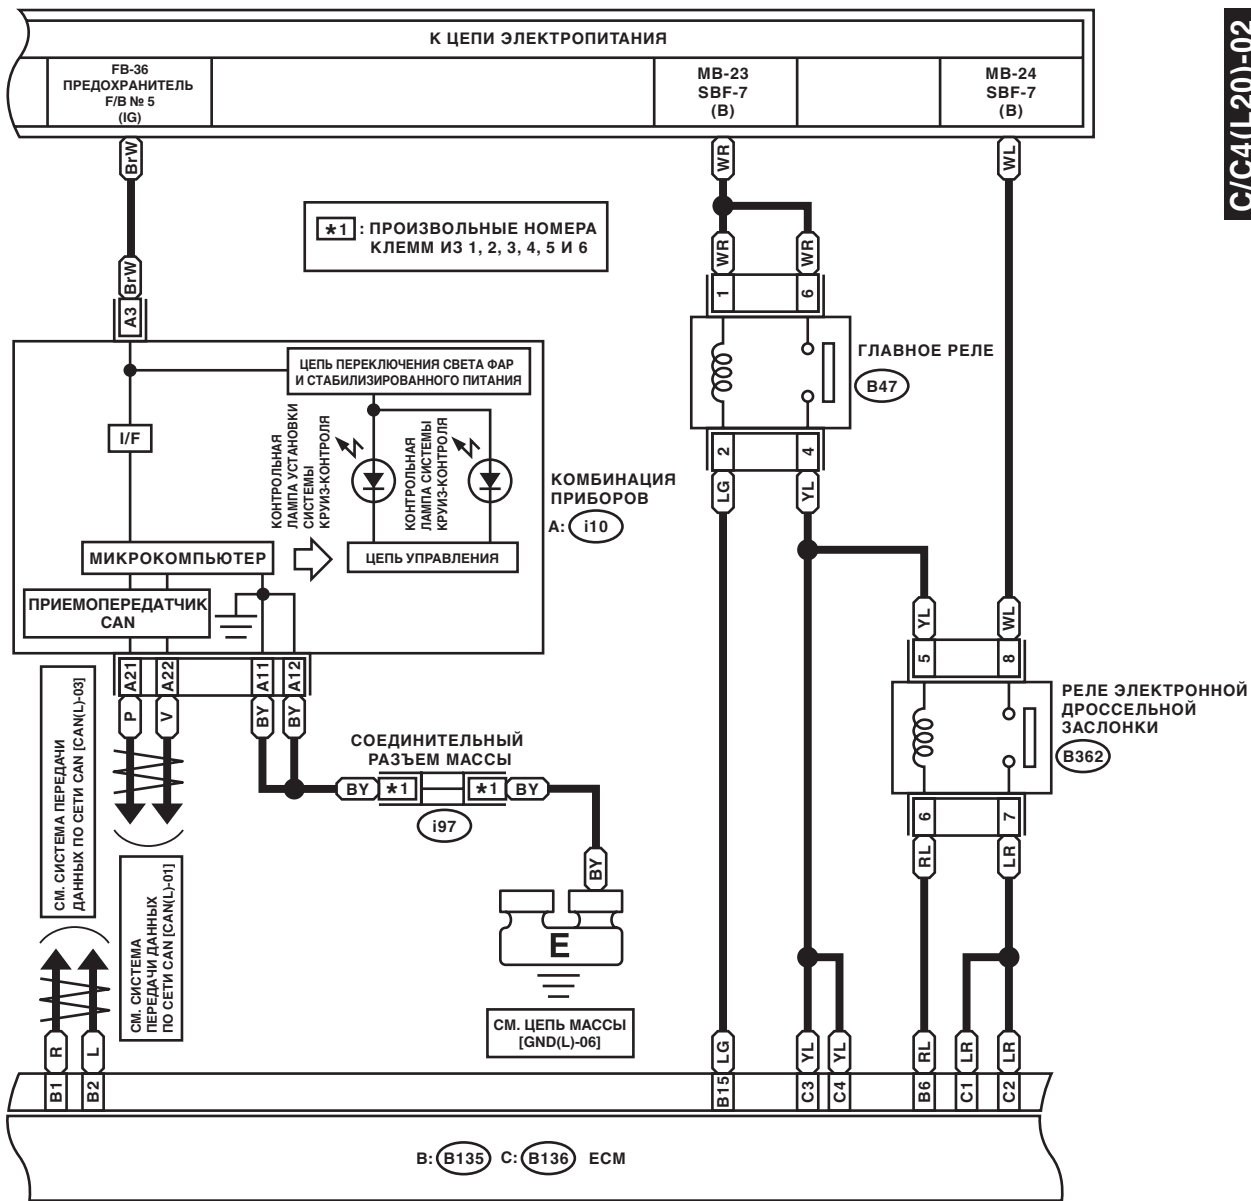 C/C4(L20)-02
К ЦЕПИ ЭЛЕКТРОПИТАНИЯ
FB-36
ПРЕДОХРАНИТЕЛЬ
F/B № 5
(IG)
MB-23
SBF-7
(B)
MB-24
SBF-7
(B)
BrW
WR
WL
*1 : ПРОИЗВОЛЬНЫЕ НОМЕРА
КЛЕММ ИЗ 1, 2, 3, 4, 5 И 6
BrW
A3
WR
WR
1
6
ГЛАВНОЕ РЕЛЕ
B47
2
4
LG
YL
ЦЕПЬ ПЕРЕКЛЮЧЕНИЯ СВЕТА ФАР
И СТАБИЛИЗИРОВАННОГО ПИТАНИЯ
I/F
КОНТРОЛЬНАЯ
ЛАМПА УСТАНОВКИ
СИСТЕМЫ
КРУИЗ-КОНТРОЛЯ
КОНТРОЛЬНАЯ
ЛАМПА СИСТЕМЫ
КРУИЗ-КОНТРОЛЯ
КОМБИНАЦИЯ
ПРИБОРОВ
A: i10
МИКРОКОМПЬЮТЕР
ЦЕПЬ УПРАВЛЕНИЯ
ПРИЕМОПЕРЕДАТЧИК
CAN
A21
A22
A11
A12
P
V
BY
BY
YL
WL
5
8
РЕЛЕ ЭЛЕКТРОННОЙ
ДРОССЕЛЬНОЙ
ЗАСЛОНКИ
B362
6
7
RL
LR
СМ. СИСТЕМА ПЕРЕДАЧИ
ДАННЫХ ПО СЕТИ CAN [CAN(L)-03]
СМ. СИСТЕМА
ПЕРЕДАЧИ ДАННЫХ
ПО СЕТИ CAN [CAN(L)-01]
СОЕДИНИТЕЛЬНЫЙ
РАЗЪЕМ МАССЫ
BY *1 *1 BY
i97
BY
E
СМ. ЦЕПЬ МАССЫ
[GND(L)-06]
R
L
LG
YL
YL
RL
LR
LR
B1
B2
B15
C3
C4
B6
C1
C2
B: B135 C: B136 ECM